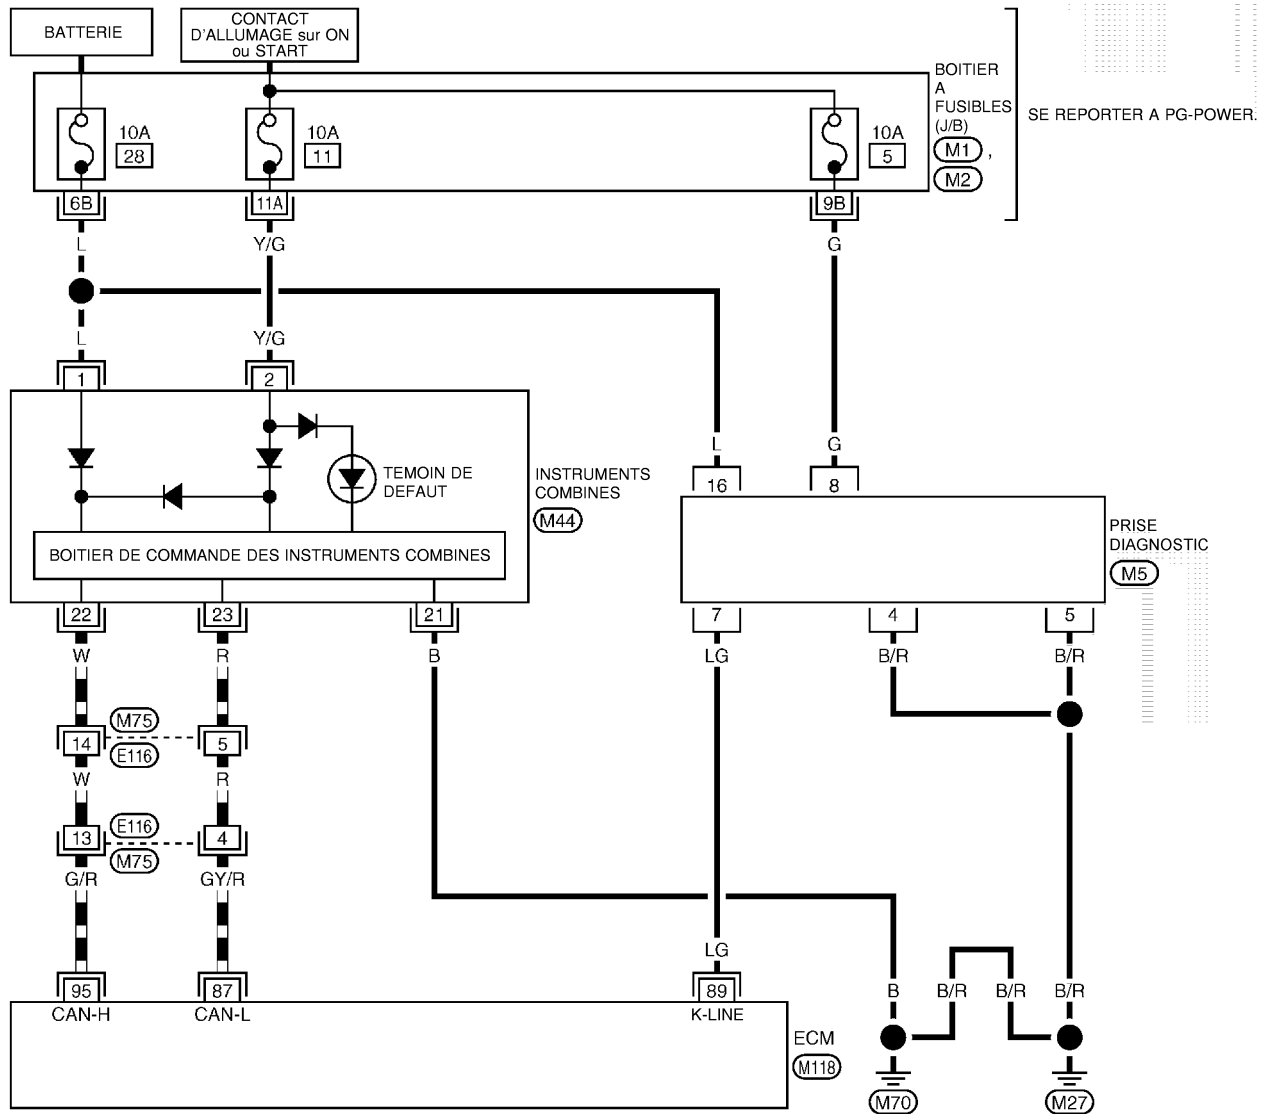 BATTERIE
CONTACT
D'ALLUMAGE sur ON
ou START
BOITIER
A
FUSIBLES
(J/B)
M1 ,
M2
SE REPORTER A PG-POWER.
10A
28
10A
11
10A
5
6B
11A
9B
L
Y/G
G
L
Y/G
1
2
L
G
16
8
TEMOIN DE
DEFAUT
INSTRUMENTS
COMBINES
M44
BOITIER DE COMMANDE DES INSTRUMENTS COMBINES
PRISE
DIAGNOSTIC
M5
22
23
21
7
4
5
W
R
B
LG
B/R
B/R
M75
14
5
E116
W
R
E116
13
4
M75
G/R
GY/R
LG
95
87
89
B
B/R
B/R
B/R
CAN-H
CAN-L
K-LINE
ECM
M118
M70
M27